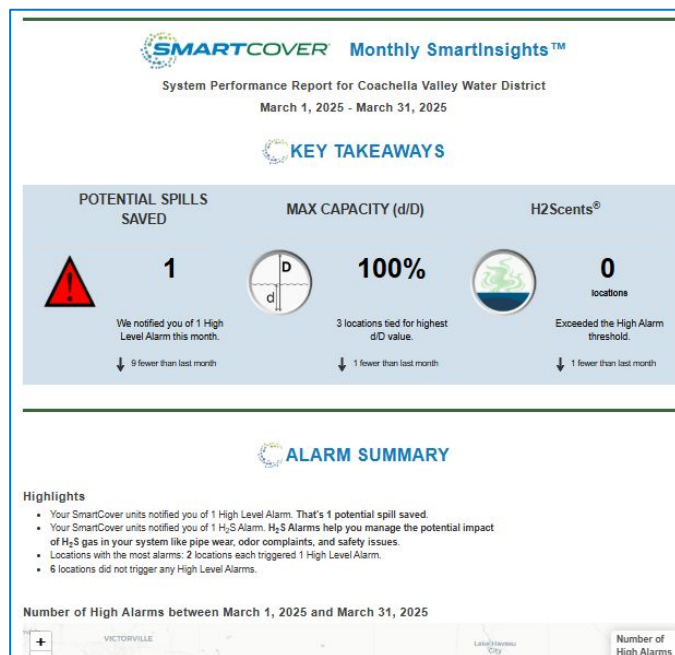 SMARTCOVER® Monthly SmartInsights™
System Performance Report for Coachella Valley Water District
March 1, 2025 - March 31, 2025
KEY TAKEAWAYS
POTENTIAL SPILLS
SAVED
1
We notified you of 1 High
Level Alarm this month.
9 fewer than last month
MAX CAPACITY (d/D)
D
d
100%
3 locations tied for highest
d/D value.
1 fewer than last month
H2Scents®
0
locations
Exceeded the High Alarm
threshold.
1 fewer than last month
ALARM SUMMARY
Highlights
• Your SmartCover units notified you of 1 High Level Alarm. That's 1 potential spill saved.
• Your SmartCover units notified you of 1 H₂S Alarm. H₂S Alarms help you manage the potential impact
of H₂S gas in your system like pipe wear, odor complaints, and safety issues.
• Locations with the most alarms: 2 locations each triggered 1 High Level Alarm.
• 6 locations did not trigger any High Level Alarms.
Number of High Alarms between March 1, 2025 and March 31, 2025
+
VICTORVILLE
Lake Havasu
City
Number of
High Alarms